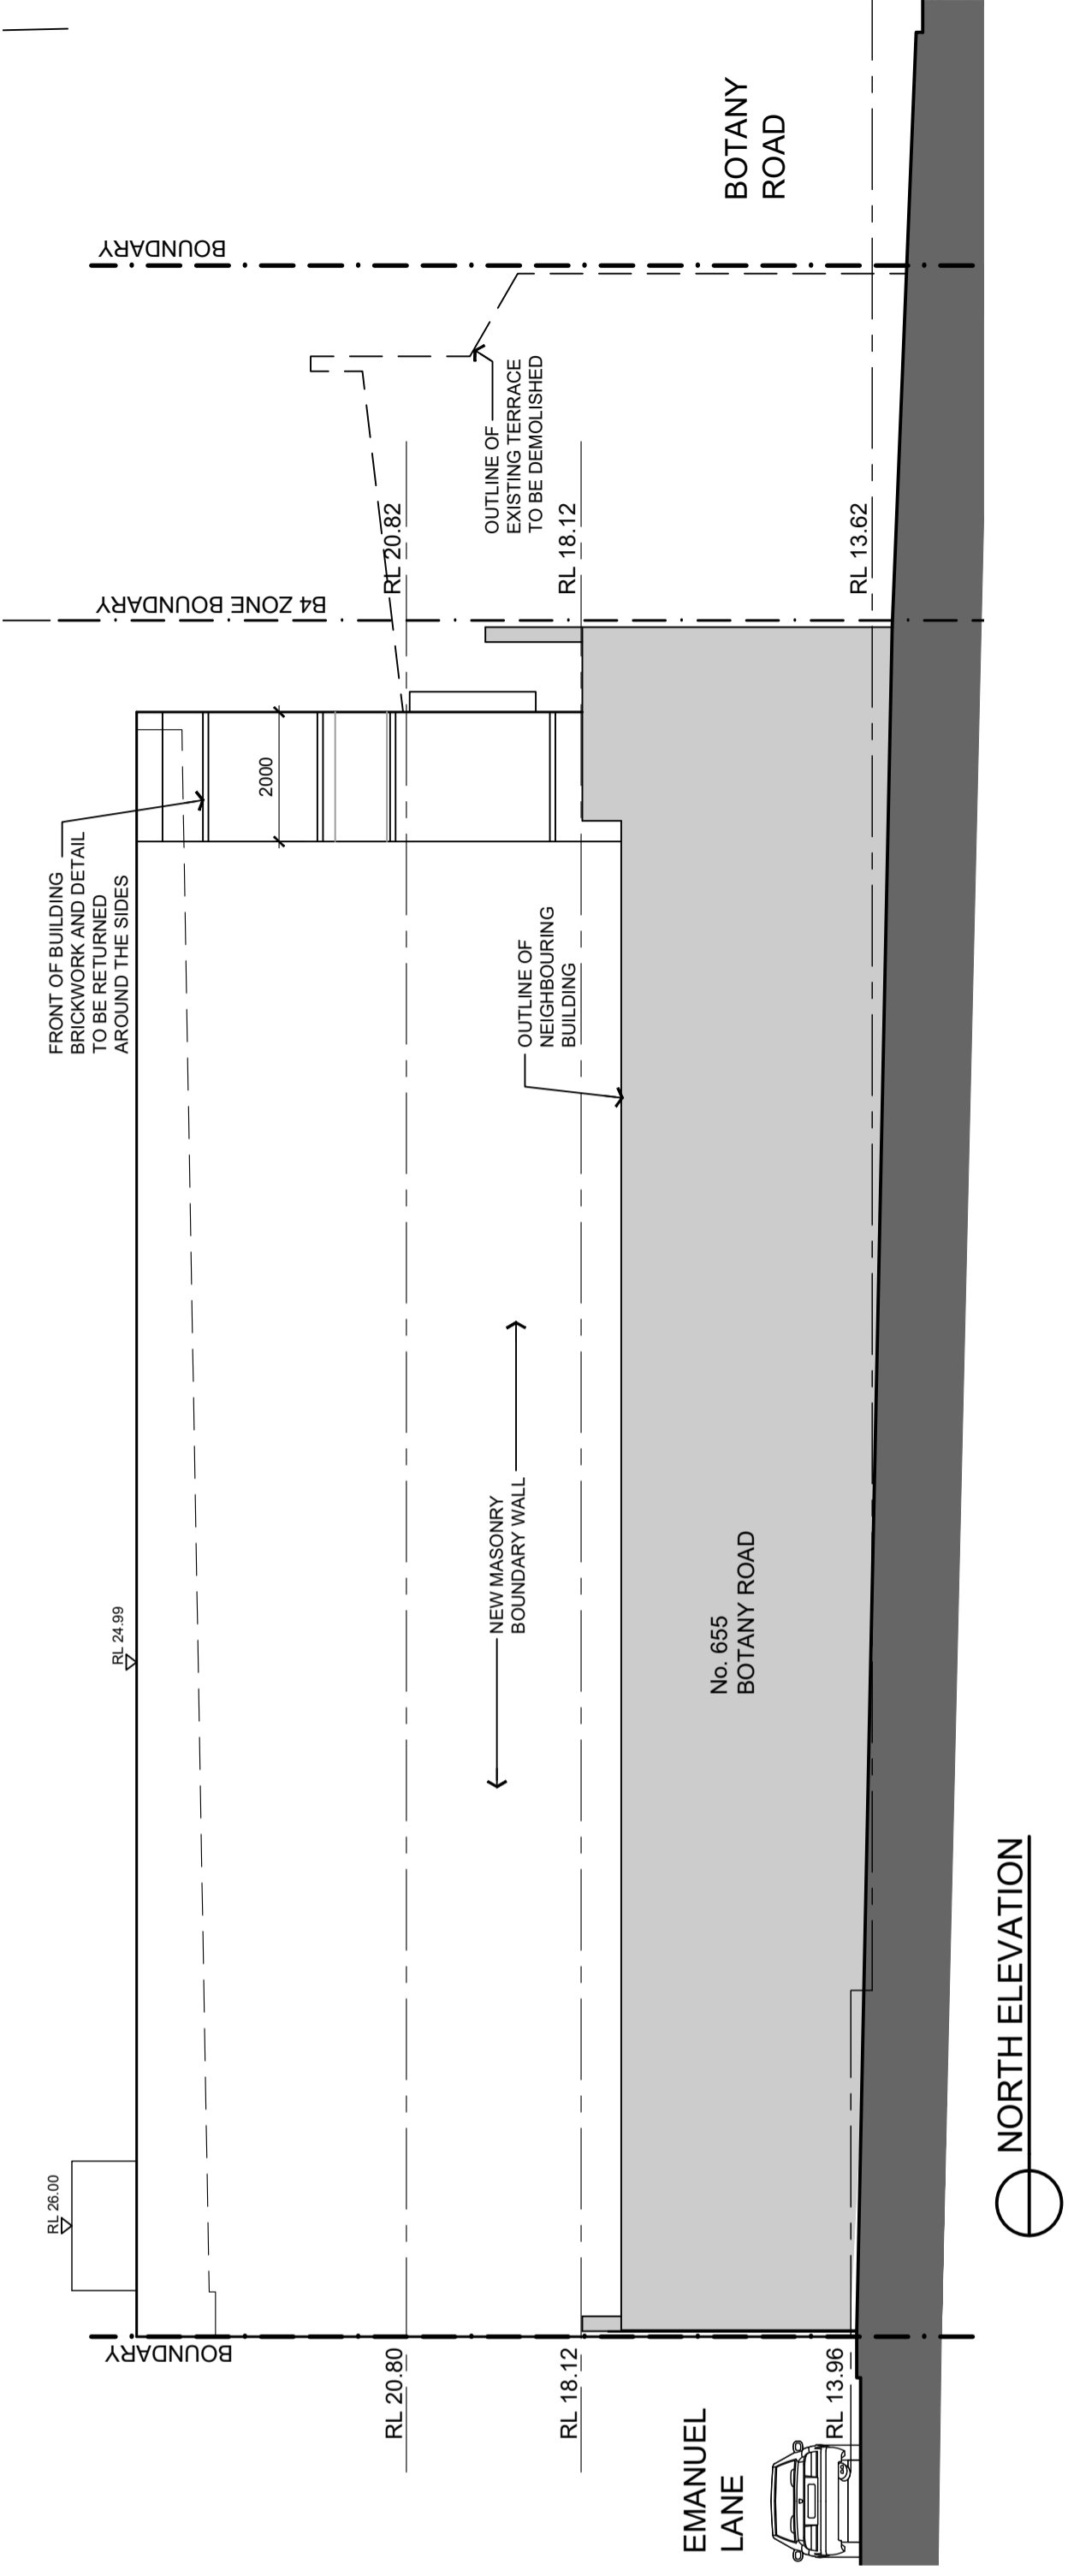 RL 26.00
RL 24.99
FRONT OF BUILDING
BRICKWORK AND DETAIL
TO BE RETURNED
AROUND THE SIDES
BOUNDARY
B4 ZONE BOUNDARY
BOUNDARY
2000
RL 20.80
RL 20.82
NEW MASONRY
BOUNDARY WALL
OUTLINE OF
NEIGHBOURING
BUILDING
OUTLINE OF
EXISTING TERRACE
TO BE DEMOLISHED
RL 18.12
RL 18.12
EMANUEL
LANE
No. 655
BOTANY ROAD
BOTANY
ROAD
RL 13.96
RL 13.62
NORTH ELEVATION